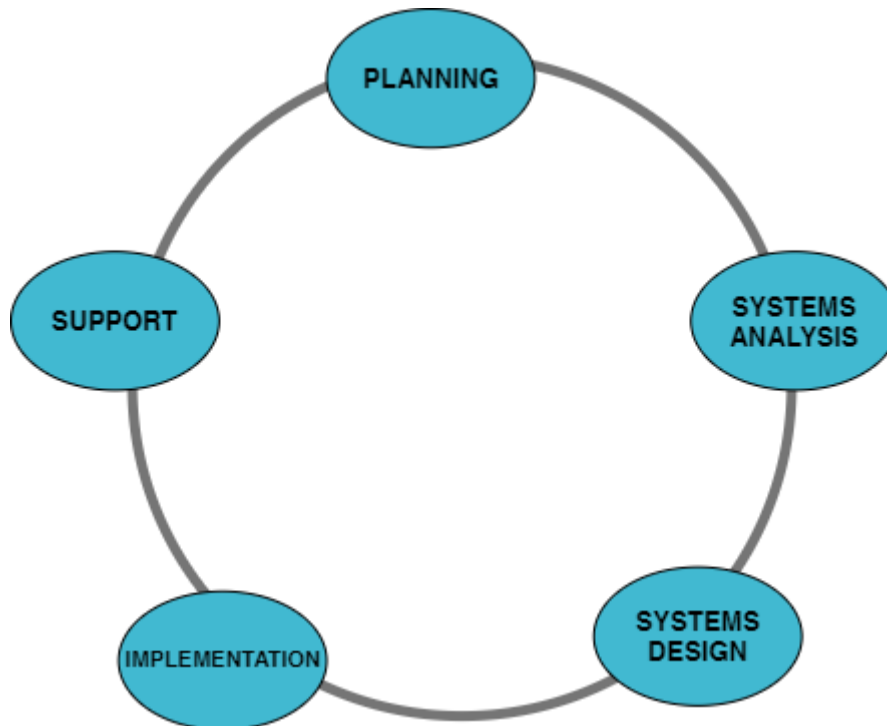 PLANNING
SYSTEMS
ANALYSIS
SYSTEMS
DESIGN
IMPLEMENTATION
SUPPORT